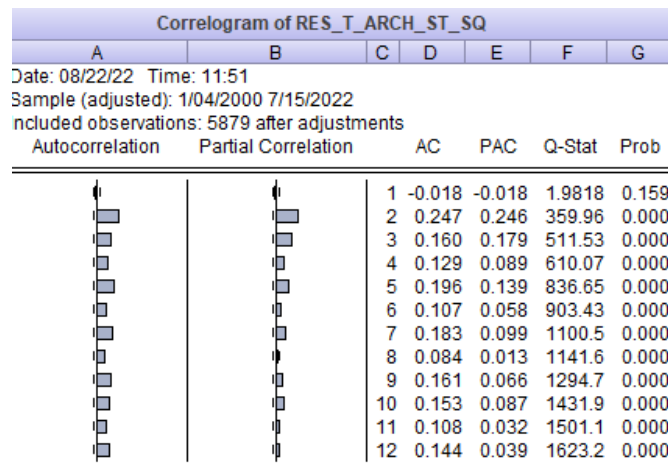 Correlogram of RES_T_ARCH_ST_SQ
A B C D E F G
Date: 08/22/22 Time: 11:51
Sample (adjusted): 1/04/2000 7/15/2022
Included observations: 5879 after adjustments
Autocorrelation Partial Correlation AC PAC Q-Stat Prob
1 -0.018 -0.018 1.9818 0.159
2 0.247 0.246 359.96 0.000
3 0.160 0.179 511.53 0.000
4 0.129 0.089 610.07 0.000
5 0.196 0.139 836.65 0.000
6 0.107 0.058 903.43 0.000
7 0.183 0.099 1100.5 0.000
8 0.084 0.013 1141.6 0.000
9 0.161 0.066 1294.7 0.000
10 0.153 0.087 1431.9 0.000
11 0.108 0.032 1501.1 0.000
12 0.144 0.039 1623.2 0.000